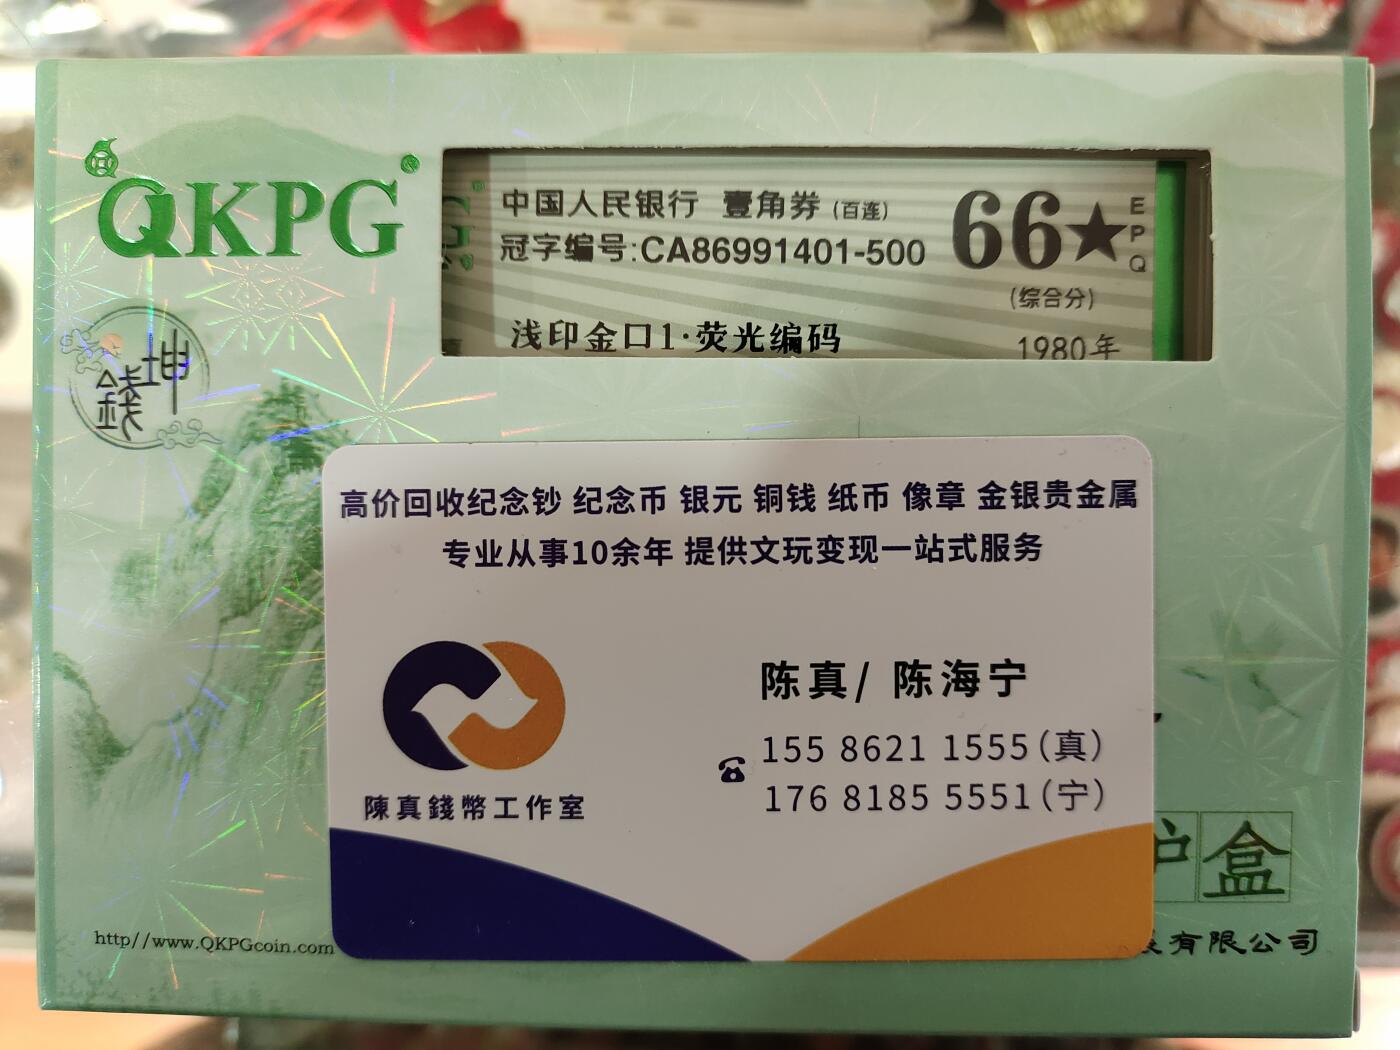 QKPG
錢坤
中国人民银行 壹角券(百连)
冠字编号:CA86991401-500
66★
EPQ
(综合分)
浅印金口1·荧光编码
1980年
高价回收纪念钞 纪念币 银元 铜钱 纸币 像章 金银贵金属
专业从事10余年 提供文玩变现一站式服务
陈真/ 陈海宁
155 8621 1555(真)
176 8185 5551(宁)
陳真錢幣工作室
盒
http//www.QKPGcoin.com
有限公司